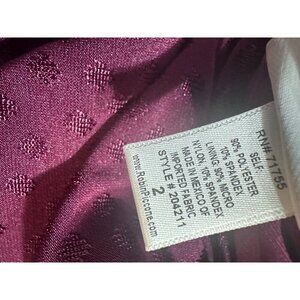 RN# 71755
SELF:
90% POLYESTER
10% SPANDEX
LINING: 90% MICRO
NYLON, 10% SPANDEX
MADE IN MEXICO OF
IMPORTED FABRIC
STYLE # 204211
2
www.RobinPiccone.com